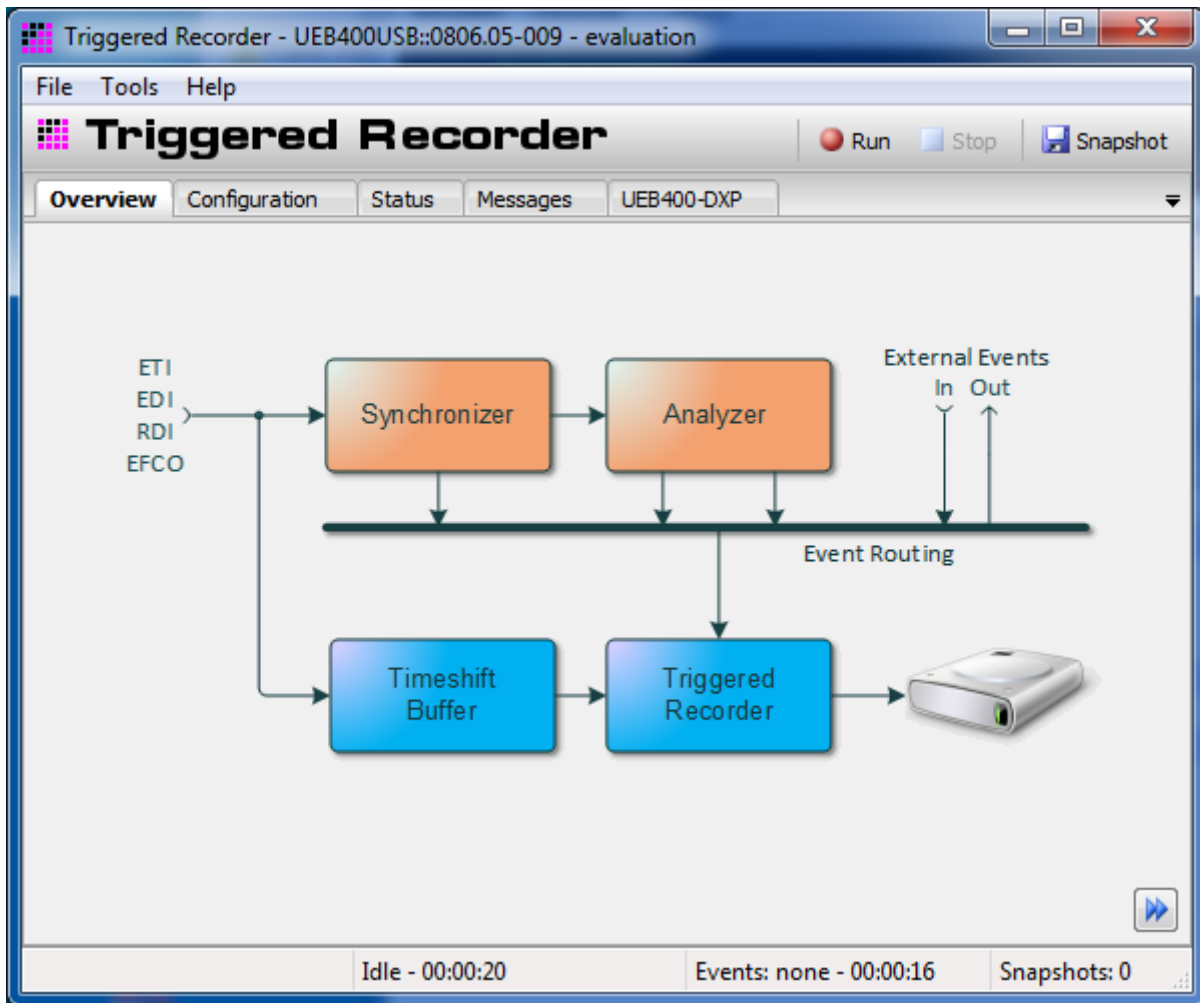 Triggered Recorder - UEB400USB::0806.05-009 - evaluation
File Tools Help
Triggered Recorder
Run Stop Snapshot
Overview Configuration Status Messages UEB400-DXP
ETI
EDI
RDI
EFCO
Synchronizer
Analyzer
External Events
In Out
Event Routing
Timeshift
Buffer
Triggered
Recorder
Idle - 00:00:20 Events: none - 00:00:16 Snapshots: 0